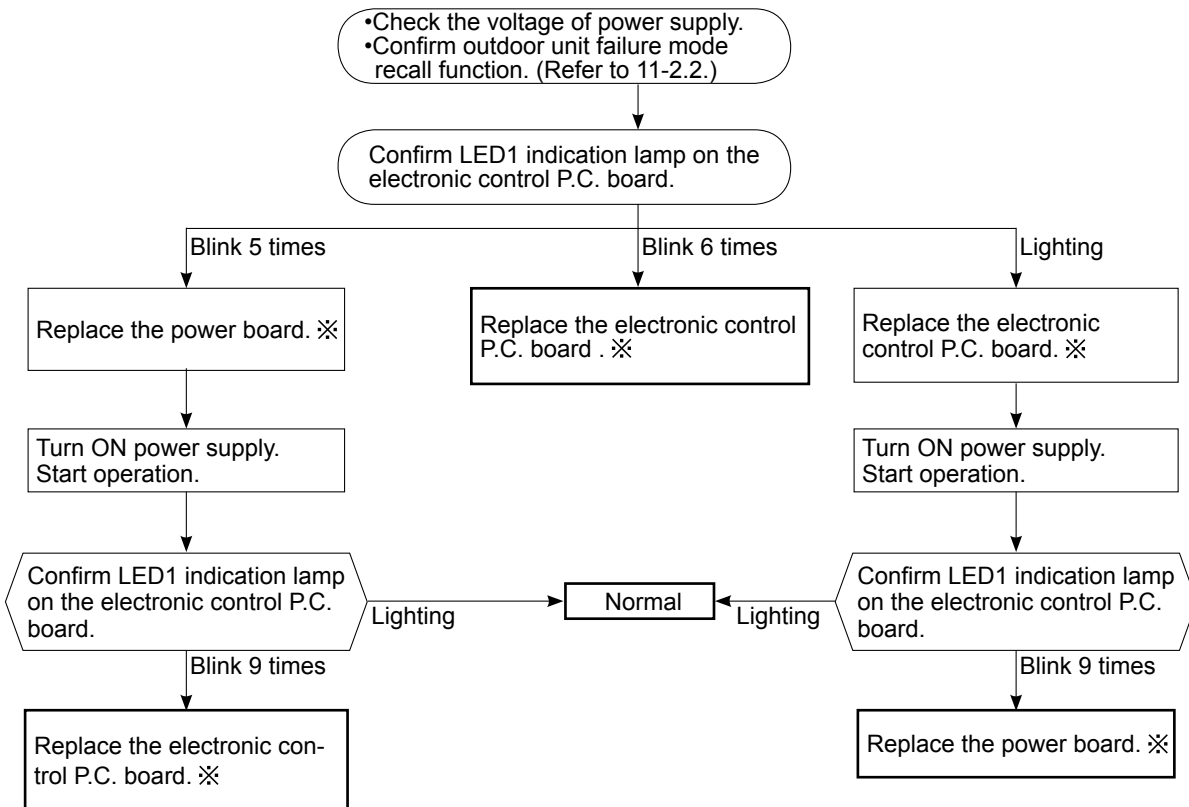 •Check the voltage of power supply.
•Confirm outdoor unit failure mode
recall function. (Refer to 11-2.2.)
Confirm LED1 indication lamp on the
electronic control P.C. board.
Blink 5 times
Blink 6 times
Lighting
Replace the power board. ※
Replace the electronic control
P.C. board . ※
Replace the electronic
control P.C. board. ※
Turn ON power supply.
Start operation.
Turn ON power supply.
Start operation.
Confirm LED1 indication lamp
on the electronic control P.C.
board.
Lighting
Normal
Lighting
Confirm LED1 indication lamp
on the electronic control P.C.
board.
Blink 9 times
Blink 9 times
Replace the electronic con-
trol P.C. board. ※
Replace the power board. ※